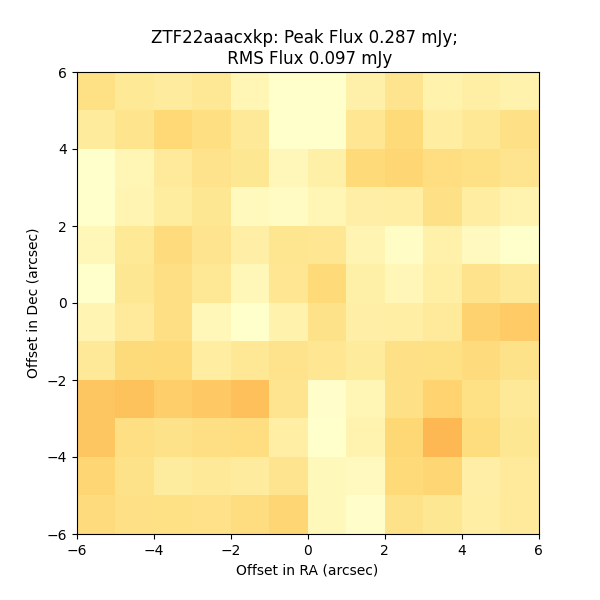 ZTF22aaacxkp: Peak Flux 0.287 mJy;
RMS Flux 0.097 mJy
6
4
2
0
−2
−4
−6
Offset in Dec (arcsec)
−6 −4 −2 0 2 4 6
Offset in RA (arcsec)